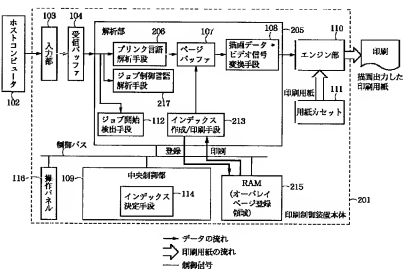 ホストコンピュータ
102
103
入力部
104
受信バッファ
解析部
206
プリンタ言語
解析手段
ジョブ制御言語
解析手段
217
ジョブ開始
検出手段
112
107
ページ
バッファ
インデックス
作成/印刷手段
213
108
描画データ→
ビデオ信号
変換手段
205
110
エンジン部
印刷
描画出力した
印刷用紙
印刷用紙
111
用紙カセット
制御バス
登録
印刷
116
操作パネル
109
中央制御部
インデックス
決定手段
114
RAM
(オーバレイ
ページ登録
領域)
215
201
印刷制御装置本体
データの流れ
印刷用紙の流れ
制御信号